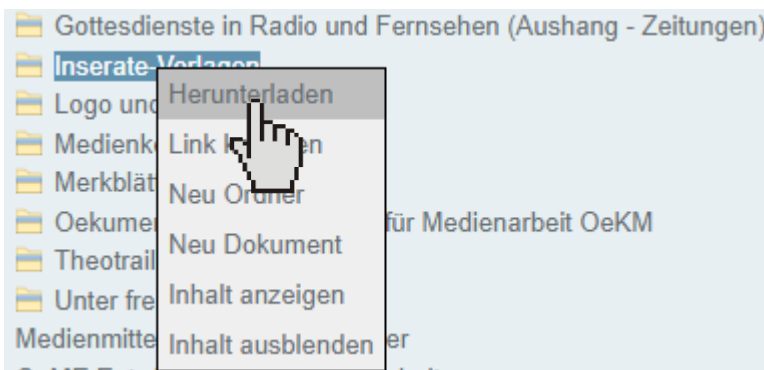 Gottesdienste in Radio und Fernsehen (Aushang - Zeitungen)
Inserate-Vorlagen
Herunterladen
Logo und
Medienk
Link
Merkblät
Neu Ordner
Oekumen für Medienarbeit OeKM
Neu Dokument
Theotrail
Inhalt anzeigen
Unter fre
Medienmitte er
Inhalt ausblenden